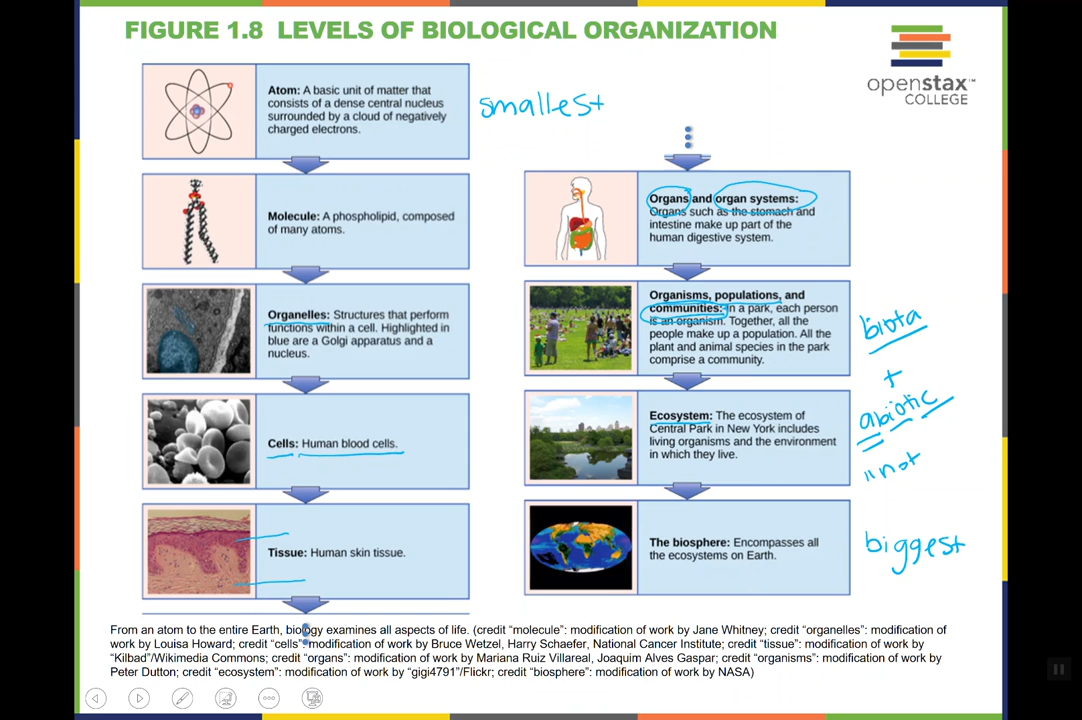 FIGURE 1.8 LEVELS OF BIOLOGICAL ORGANIZATION
openstax™
COLLEGE
Atom: A basic unit of matter that
consists of a dense central nucleus
surrounded by a cloud of negatively
charged electrons.
smallest
Molecule: A phospholipid, composed
of many atoms.
Organelles: Structures that perform
functions within a cell. Highlighted in
blue are a Golgi apparatus and a
nucleus.
Cells: Human blood cells.
Tissue: Human skin tissue.
Organs and organ systems:
Organs such as the stomach and
intestine make up part of the
human digestive system.
Organisms, populations, and
communities: In a park, each person
is an organism. Together, all the
people make up a population. All the
plant and animal species in the park
comprise a community.
biota
+
abiotic
"not
Ecosystem: The ecosystem of
Central Park in New York includes
living organisms and the environment
in which they live.
The biosphere: Encompasses all
the ecosystems on Earth.
biggest
From an atom to the entire Earth, biology examines all aspects of life. (credit “molecule”: modification of work by Jane Whitney; credit “organelles”: modification of
work by Louisa Howard; credit “cells”: modification of work by Bruce Wetzel, Harry Schaefer, National Cancer Institute; credit “tissue”: modification of work by
“Kilbad”/Wikimedia Commons; credit “organs”: modification of work by Mariana Ruiz Villareal, Joaquim Alves Gaspar; credit “organisms”: modification of work by
Peter Dutton; credit “ecosystem”: modification of work by “gigi4791”/Flickr; credit “biosphere”: modification of work by NASA)